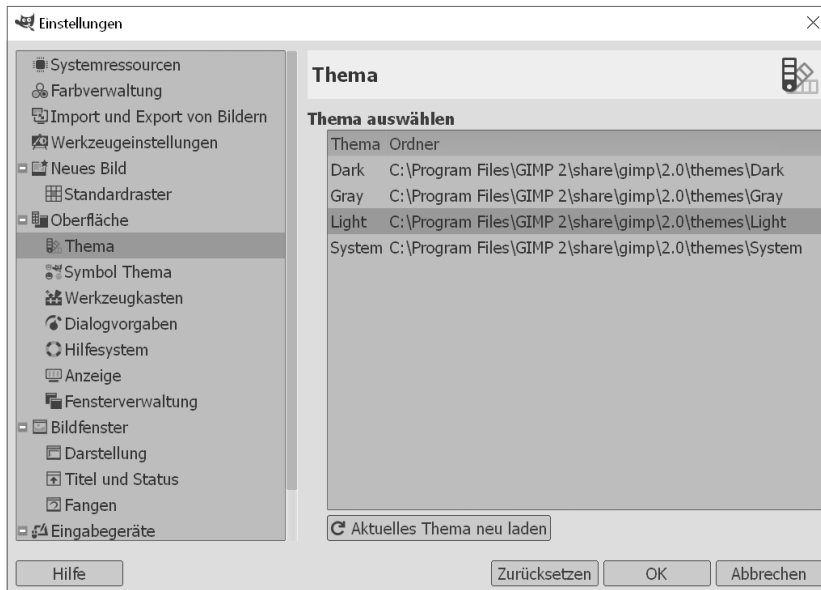 Einstellungen
Systemressourcen
Farbverwaltung
Import und Export von Bildern
Werkzeugeinstellungen
Neues Bild
Standardraster
Oberfläche
Thema
Symbol Thema
Werkzeugkasten
Dialogvorgaben
Hilfesystem
Anzeige
Fensterverwaltung
Bildfenster
Darstellung
Titel und Status
Fangen
Eingabegeräte
Thema
Thema auswählen
Thema Ordner
Dark C:\Program Files\GIMP 2\share\gimp\2.0\themes\Dark
Gray C:\Program Files\GIMP 2\share\gimp\2.0\themes\Gray
Light C:\Program Files\GIMP 2\share\gimp\2.0\themes\Light
System C:\Program Files\GIMP 2\share\gimp\2.0\themes\System
Aktuelles Thema neu laden
Hilfe Zurücksetzen OK Abbrechen